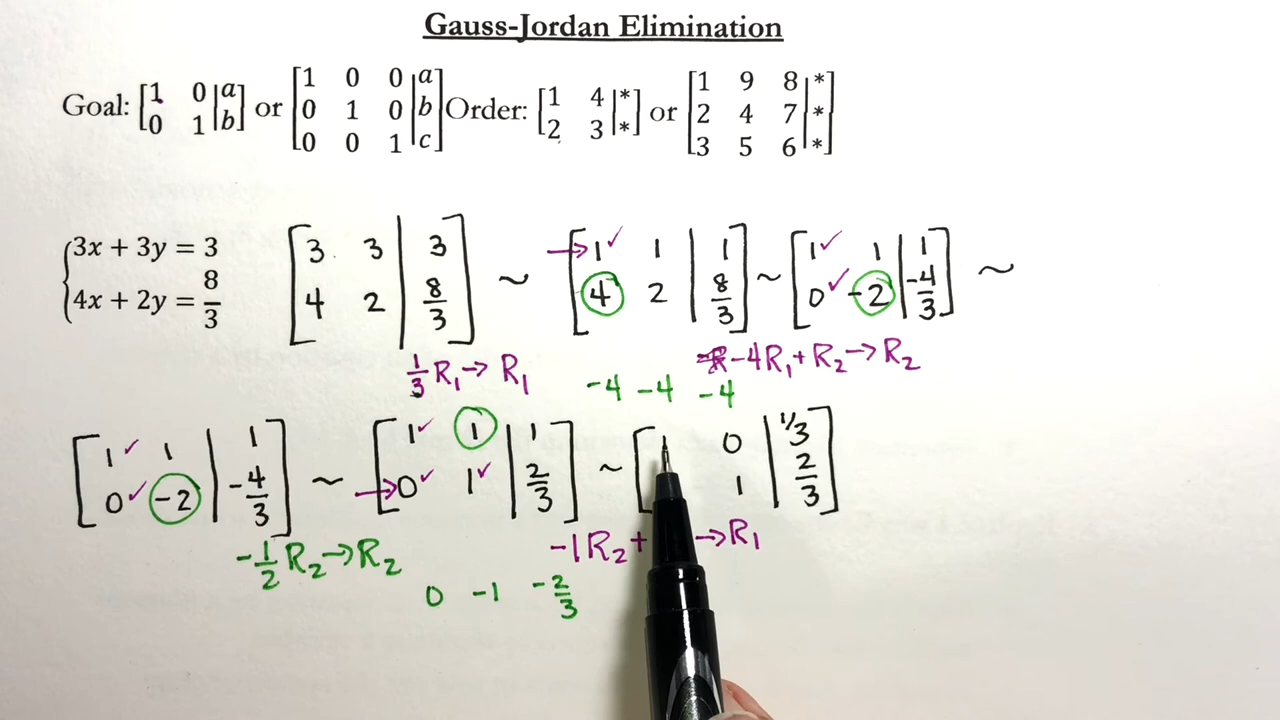 Gauss-Jordan Elimination
Goal: [1 0 | a] or [1 0 0 | a] Order: [1 4 | *] or [1 9 8 | *]
[0 1 | b] [0 1 0 | b] [2 3 | *] [2 4 7 | *]
[0 0 1 | c] [3 5 6 | *]
{3x + 3y = 3 [3 3 | 3] ~ → [1 ✓ 1 | 1] ~ [1 ✓ 1 | 1] ~
{4x + 2y = 8/3 [4 2 | 8/3] [4 2 | 8/3] [0 ✓ -2 | -4/3]
1/3 R₁ → R₁ -4R₁ + R₂ → R₂
-4 -4 -4
[1 ✓ 1 | 1] ~ [1 ✓ 1 | 1] ~ [1 0 | 1/3]
[0 ✓ -2 | -4/3] → [0 ✓ 1 ✓ | 2/3] [1 | 2/3]
-1/2 R₂ → R₂ -1R₂ + → R₁
0 -1 -2/3